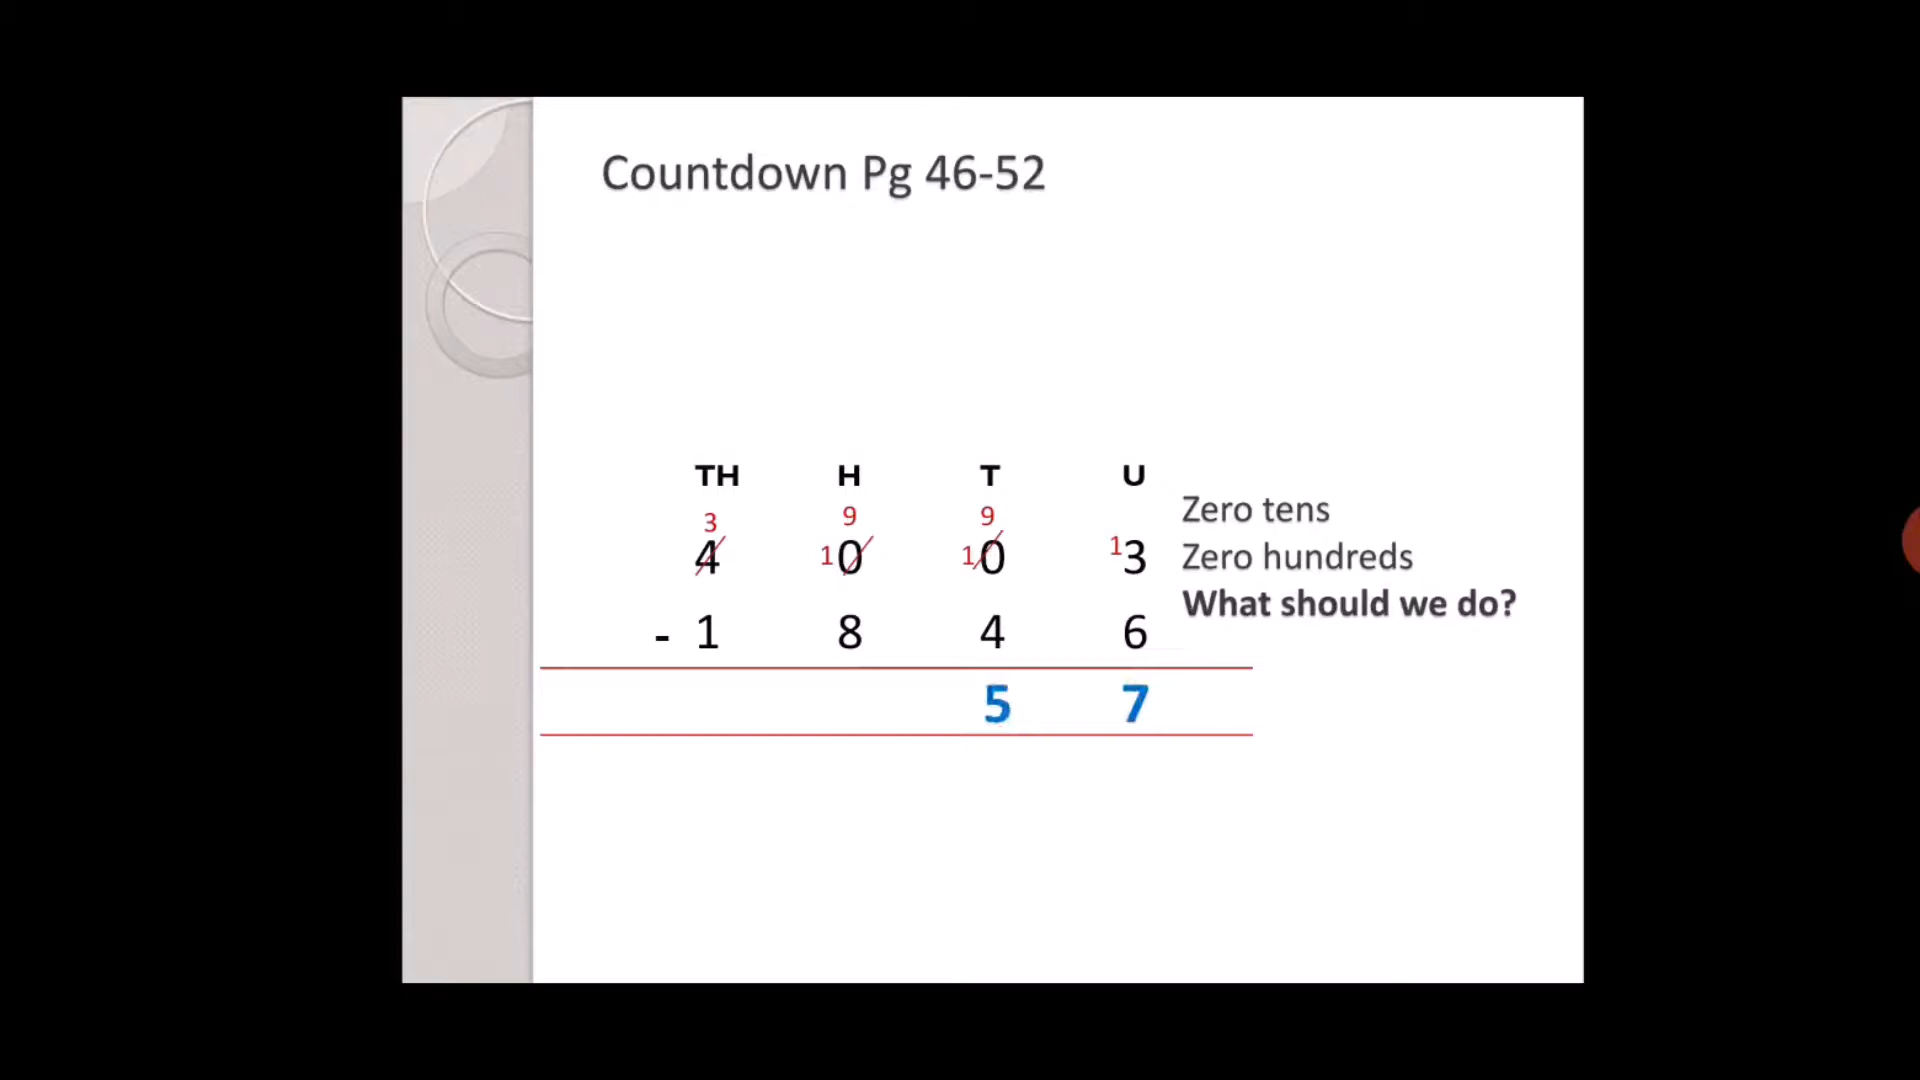 Countdown Pg 46-52
TH H T U
3 9 9
4 10 10 13
- 1 8 4 6
5 7
Zero tens
Zero hundreds
What should we do?